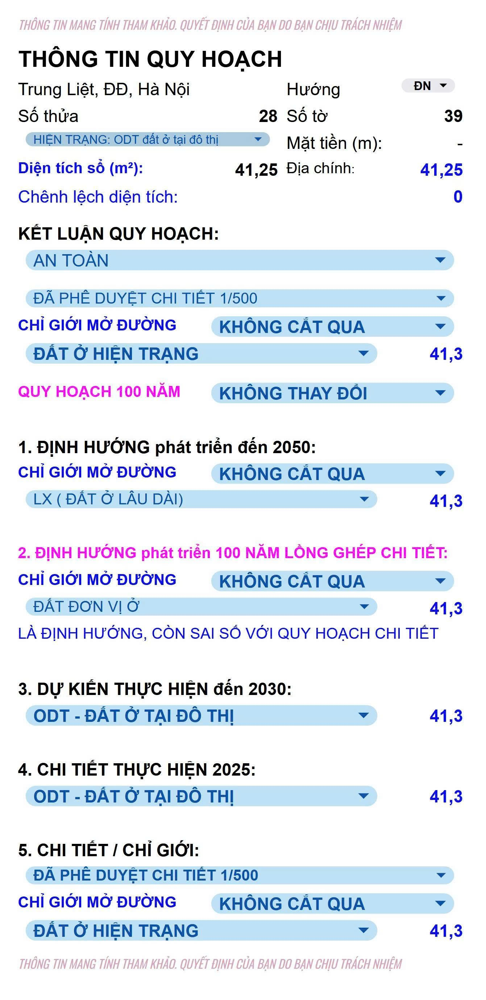 THÔNG TIN MANG TÍNH THAM KHẢO. QUYẾT ĐỊNH CỦA BẠN DO BẠN CHỊU TRÁCH NHIỆM
THÔNG TIN QUY HOẠCH
Trung Liệt, ĐĐ, Hà Nội Hướng ĐN
Số thửa 28 Số tờ 39
HIỆN TRẠNG: ODT đất ở tại đô thị Mặt tiền (m): -
Diện tích sổ (m²): 41,25 Địa chính: 41,25
Chênh lệch diện tích: 0
KẾT LUẬN QUY HOẠCH:
AN TOÀN
ĐÃ PHÊ DUYỆT CHI TIẾT 1/500
CHỈ GIỚI MỞ ĐƯỜNG KHÔNG CẮT QUA
ĐẤT Ở HIỆN TRẠNG 41,3
QUY HOẠCH 100 NĂM KHÔNG THAY ĐỔI
1. ĐỊNH HƯỚNG phát triển đến 2050:
CHỈ GIỚI MỞ ĐƯỜNG KHÔNG CẮT QUA
LX ( ĐẤT Ở LÂU DÀI) 41,3
2. ĐỊNH HƯỚNG phát triển 100 NĂM LỒNG GHÉP CHI TIẾT:
CHỈ GIỚI MỞ ĐƯỜNG KHÔNG CẮT QUA
ĐẤT ĐƠN VỊ Ở 41,3
LÀ ĐỊNH HƯỚNG, CÒN SAI SỐ VỚI QUY HOẠCH CHI TIẾT
3. DỰ KIẾN THỰC HIỆN đến 2030:
ODT - ĐẤT Ở TẠI ĐÔ THỊ 41,3
4. CHI TIẾT THỰC HIỆN 2025:
ODT - ĐẤT Ở TẠI ĐÔ THỊ 41,3
5. CHI TIẾT / CHỈ GIỚI:
ĐÃ PHÊ DUYỆT CHI TIẾT 1/500
CHỈ GIỚI MỞ ĐƯỜNG KHÔNG CẮT QUA
ĐẤT Ở HIỆN TRẠNG 41,3
THÔNG TIN MANG TÍNH THAM KHẢO. QUYẾT ĐỊNH CỦA BẠN DO BẠN CHỊU TRÁCH NHIỆM